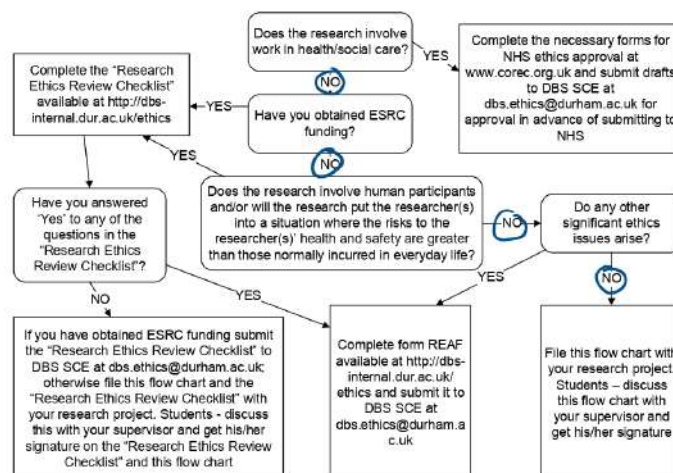 Does the research involve
work in health/social care?
YES
Complete the necessary forms for
NHS ethics approval at
www.corec.org.uk and submit drafts
to DBS SCE at
dbs.ethics@durham.ac.uk for
approval in advance of submitting to
NHS
NO
Complete the “Research
Ethics Review Checklist”
available at http://dbs-
internal.dur.ac.uk/ethics
YES
Have you obtained ESRC
funding?
NO
YES
Does the research involve human participants
and/or will the research put the researcher(s)
into a situation where the risks to the
researcher(s)’ health and safety are greater
than those normally incurred in everyday life?
NO
Do any other
significant ethics
issues arise?
Have you answered
‘Yes’ to any of the
questions in the
“Research Ethics
Review Checklist”?
NO
YES
YES
NO
If you have obtained ESRC funding submit
the “Research Ethics Review Checklist” to
DBS SCE at dbs.ethics@durham.ac.uk;
otherwise file this flow chart and the
“Research Ethics Review Checklist” with
your research project. Students - discuss
this with your supervisor and get his/her
signature on the “Research Ethics Review
Checklist” and this flow chart
Complete form REAF
available at http://dbs-
internal.dur.ac.uk/
ethics and submit it to
DBS SCE at
dbs.ethics@durham.a
c.uk
File this flow chart with
your research project.
Students – discuss
this flow chart with
your supervisor and
get his/her signature